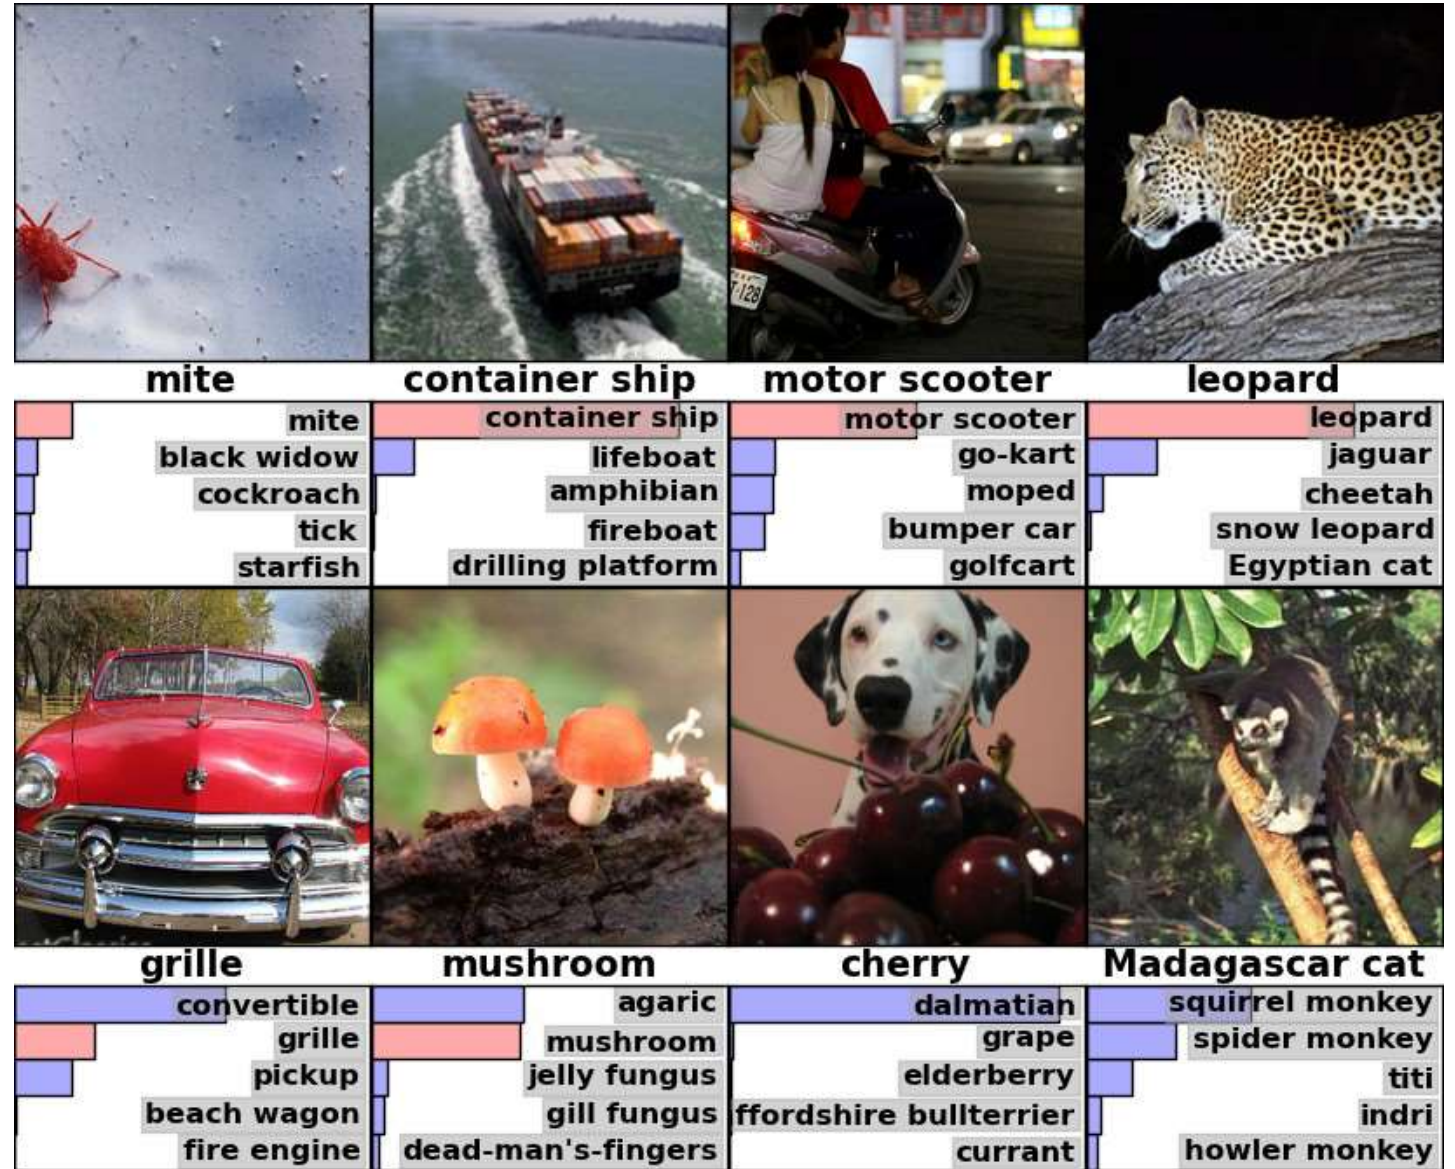 T-128
mite
container ship
motor scooter
leopard
mite
black widow
cockroach
tick
starfish
container ship
lifeboat
amphibian
fireboat
drilling platform
motor scooter
go-kart
moped
bumper car
golfcart
leopard
jaguar
cheetah
snow leopard
Egyptian cat
grille
mushroom
cherry
Madagascar cat
convertible
grille
pickup
beach wagon
fire engine
agaric
mushroom
jelly fungus
gill fungus
dead-man's-fingers
dalmatian
grape
elderberry
ffordshire bullterrier
currant
squirrel monkey
spider monkey
titi
indri
howler monkey